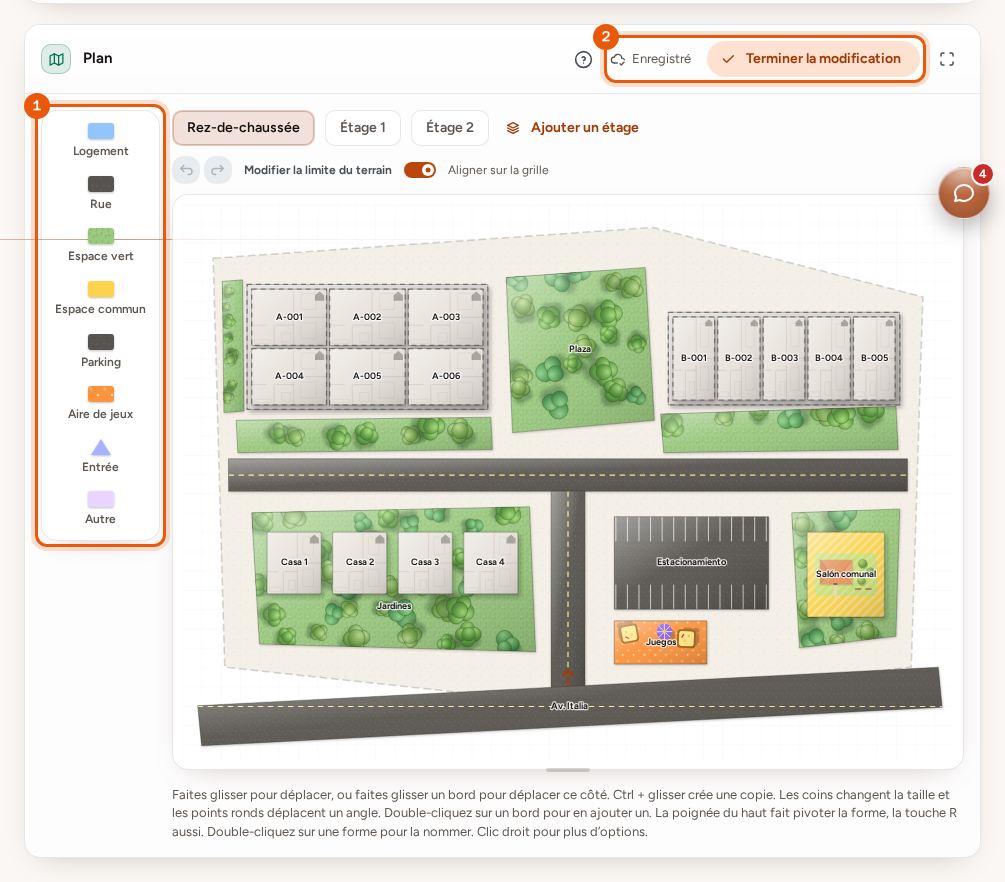 Plan
2
Enregistré
Terminer la modification
1
Logement
Rue
Espace vert
Espace commun
Parking
Aire de jeux
Entrée
Autre
Rez-de-chaussée
Étage 1
Étage 2
Ajouter un étage
Modifier la limite du terrain
Aligner sur la grille
4
A-001
A-002
A-003
A-004
A-005
A-006
Plaza
B-001
B-002
B-003
B-004
B-005
Casa 1
Casa 2
Casa 3
Casa 4
Jardines
Estacionamiento
Salón comunal
Juegos
Av. Italia
Faites glisser pour déplacer, ou faites glisser un bord pour déplacer ce côté. Ctrl + glisser crée une copie. Les coins changent la taille et
les points ronds déplacent un angle. Double-cliquez sur un bord pour en ajouter un. La poignée du haut fait pivoter la forme, la touche R
aussi. Double-cliquez sur une forme pour la nommer. Clic droit pour plus d’options.